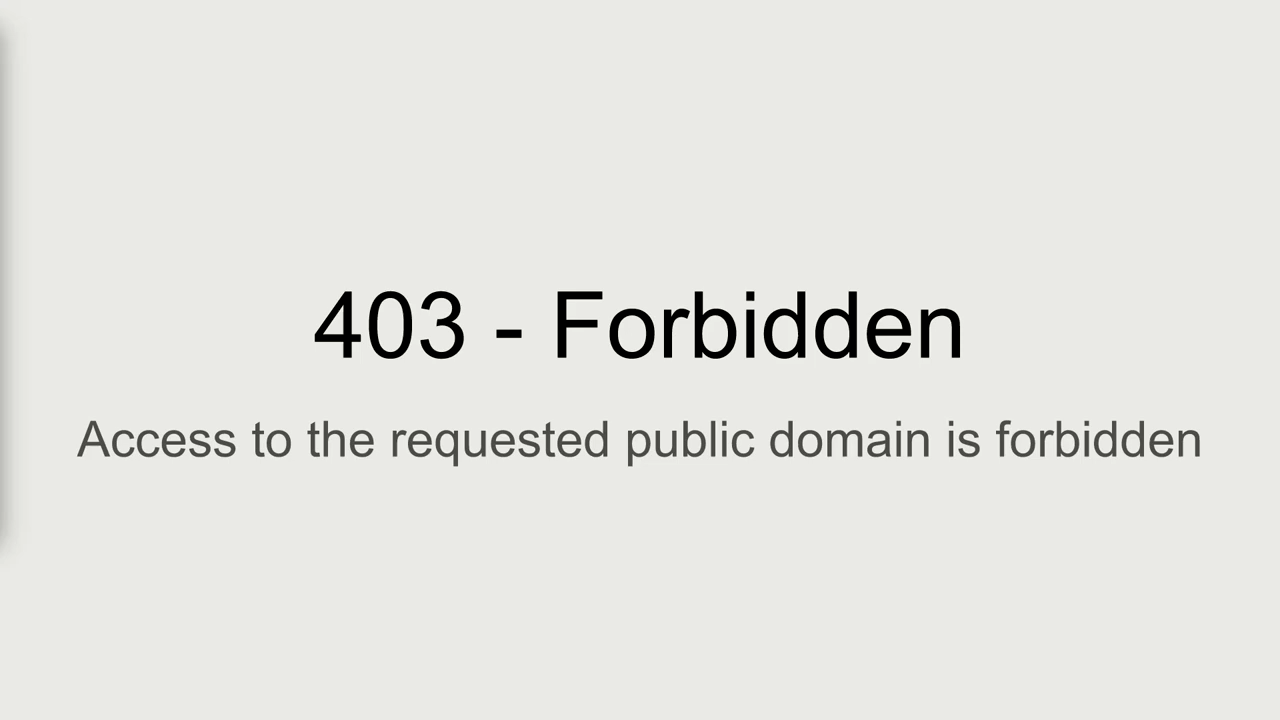 403 - Forbidden
Access to the requested public domain is forbidden